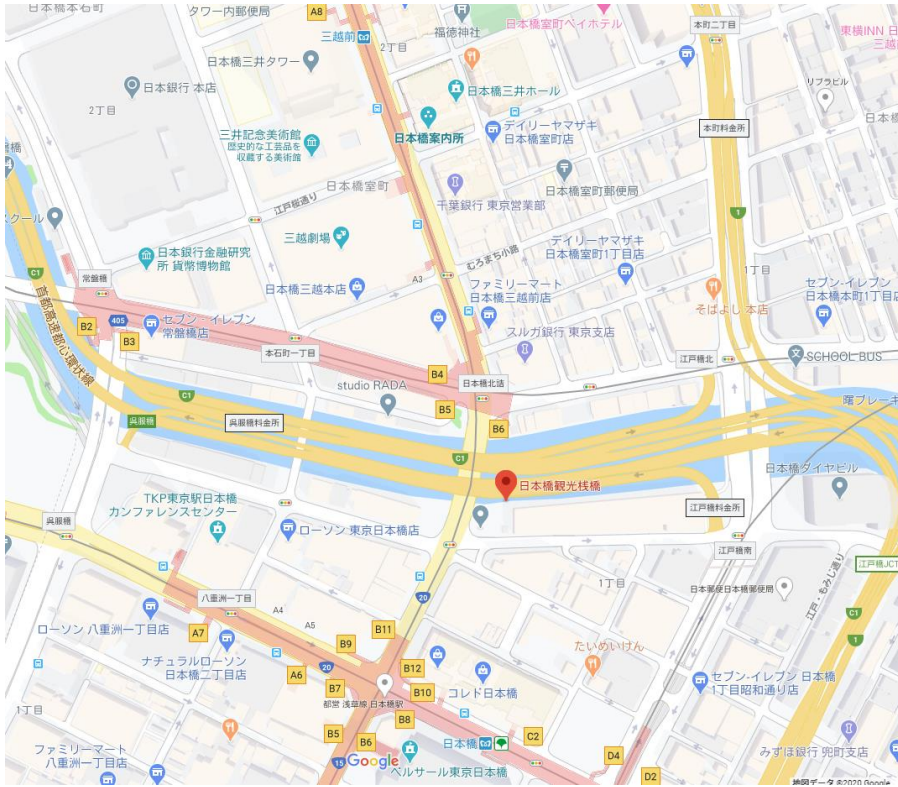 日本橋本石町
タワー内郵便局
A8
福徳神社
日本橋室町ベイホテル
本町二丁目
東横INN 日
三越前
2丁目
日本橋三井タワー
日本銀行 本店
2丁目
日本橋三井ホール
リブラビル
三井記念美術館
歴史的な工芸品を
収蔵する美術館
日本橋案内所
デイリーヤマザキ
日本橋室町店
本町料金所
日本橋室町
千葉銀行 東京営業部
日本橋室町郵便局
スクール
江戸桜通り
1
三越劇場
むろまち小路
デイリーヤマザキ
日本橋室町1丁目店
日本銀行金融研究
所 貨幣博物館
1丁目
C1
常盤橋
日本橋三越本店
A3
ファミリーマート
日本橋三越前店
そばよし 本店
セブン-イレブン
日本橋本町1丁目店
首都高速都心環状線
B2
405
セブン - イレブン
常盤橋店
スルガ銀行 東京支店
B3
本石町一丁目
江戸橋北
SCHOOL BUS
B4
日本橋北詰
studio RADA
C1
B5
B6
曙ブレーキ
呉服橋
呉服橋料金所
C1
日本橋観光桟橋
日本橋ダイヤビル
TKP東京駅日本橋
カンファレンスセンター
江戸橋料金所
呉服橋
ローソン 東京日本橋店
江戸橋南
江戸橋JCT
1丁目
日本郵便日本橋郵便局
江戸・もみじ通り
八重洲一丁目
20
A4
C1
ローソン 八重洲一丁目店
A7
A5
B11
1
ナチュラルローソン
日本橋二丁目店
B9
たいめいけん
A6
20
B12
B7
B10
コレド日本橋
セブン-イレブン 日本橋
1丁目昭和通り店
都営 浅草線 日本橋駅
1丁目
B8
B5
C2
日本橋
B6
みずほ銀行 兜町支店
ファミリーマート
八重洲一丁目店
15
Google
ベルサール東京日本橋
D4
D2
地図データ ©2020 Google